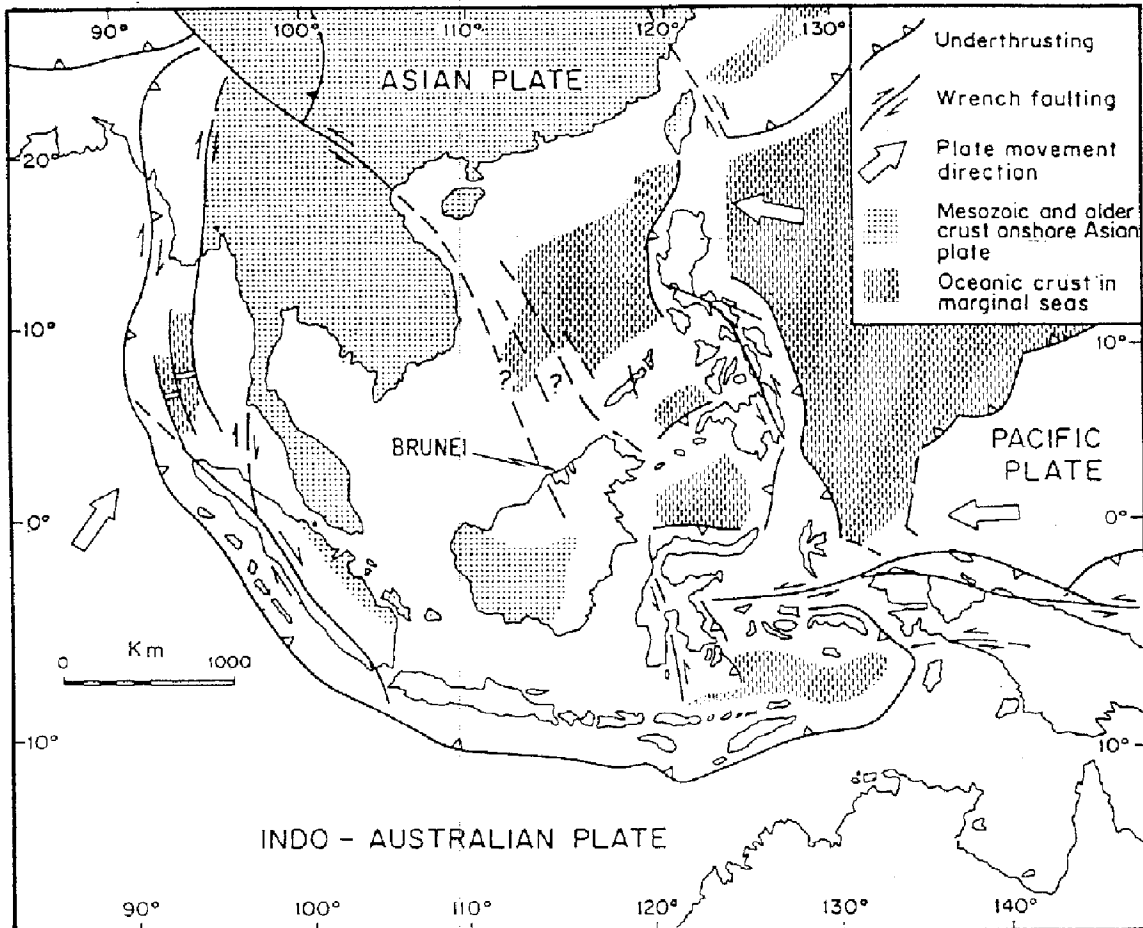 90°
100°
120°
130°
ASIAN PLATE
Underthrusting
Wrench faulting
Plate movement
direction
Mesozoic and older
crust onshore Asian
plate
Oceanic crust in
marginal seas
20°
10°
10°
?
?
BRUNEI
PACIFIC
PLATE
0°
0°
Km
0
1000
10°
10°
INDO - AUSTRALIAN PLATE
90°
100°
110°
120°
130°
140°